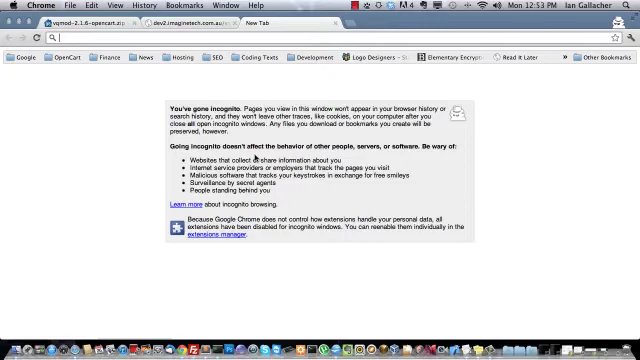 Chrome File Edit View History Bookmarks Window Help 12:53 PM Ian Gallacher
vqmod-2.1.6-opencart.zip dev2.imaginetech.com.au/ New Tab
Google OpenCart Finance News Hosting SEO Coding Texts Development Logo Designers - Elementary Encrypt Read It Later Other Bookmarks
You've gone incognito. Pages you view in this window won't appear in your browser history or
search history, and they won't leave other traces, like cookies, on your computer after you
close all open incognito windows. Any files you download or bookmarks you create will be
preserved, however.
Going incognito doesn't affect the behavior of other people, servers, or software. Be wary of:
Websites that collect or share information about you
Internet service providers or employers that track the pages you visit
Malicious software that tracks your keystrokes in exchange for free smileys
Surveillance by secret agents
People standing behind you
Learn more about incognito browsing.
Because Google Chrome does not control how extensions handle your personal data, all
extensions have been disabled for incognito windows. You can reenable them individually in the
extensions manager.